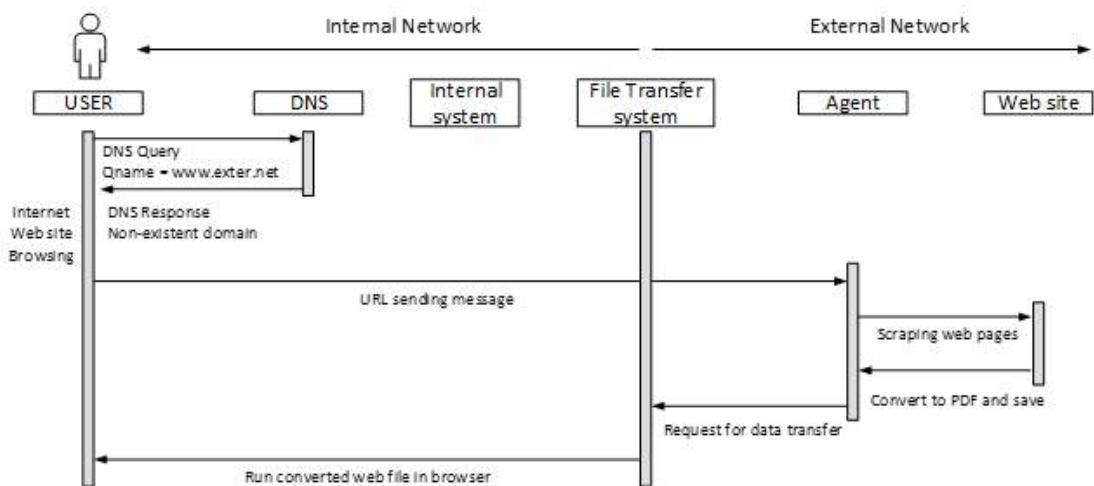 Internal Network
External Network
USER
DNS
Internal
system
File Transfer
system
Agent
Web site
DNS Query
Qname = www.exter.net
Internet
Web site
Browsing
DNS Response
Non-existent domain
URL sending message
Scraping web pages
Convert to PDF and save
Request for data transfer
Run converted web file in browser